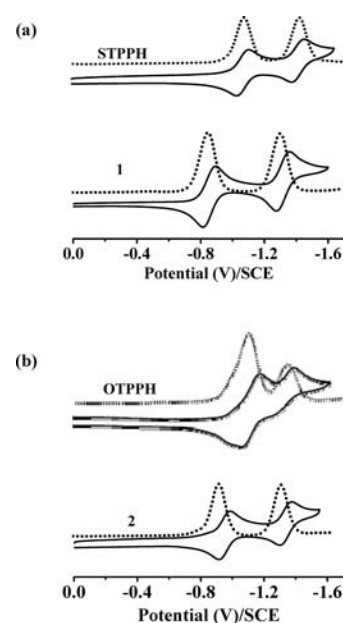 (a)
STPPH
1
0.0 -0.4 -0.8 -1.2 -1.6
Potential (V)/SCE
(b)
OTPPH
2
0.0 -0.4 -0.8 -1.2 -1.6
Potential (V)/SCE